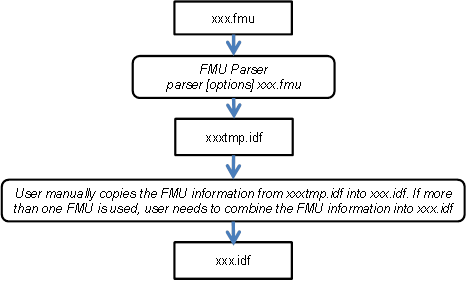 xxx.fmu
FMU Parser
parser [options] xxx.fmu
xxxtmp.idf
User manually copies the FMU information from xxxtmp.idf into xxx.idf. If more
than one FMU is used, user needs to combine the FMU information into xxx.idf
xxx.idf